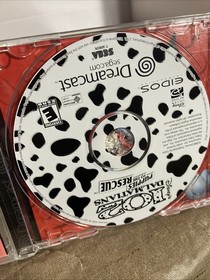 Dreamcast.
sega.com
SEGA
EIDOS
E
102
DALMATIANS
PUPPIES
TO THE
RESCUE